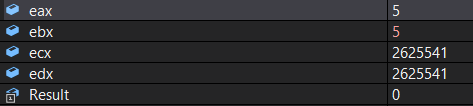 eax 5
ebx 5
ecx 2625541
edx 2625541
Result 0